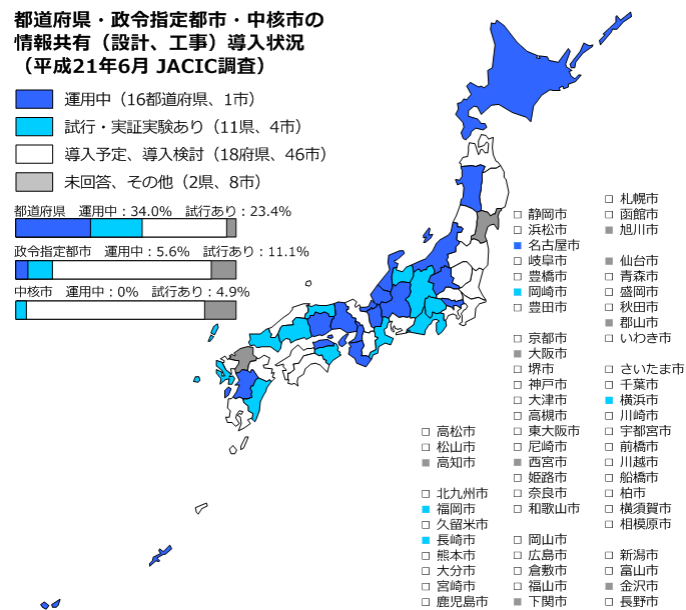 都道府県・政令指定都市・中核市の
情報共有（設計、工事）導入状況
（平成21年6月 JACIC調査）
運用中（16都道府県、1市）
試行・実証実験あり（11県、4市）
導入予定、導入検討（18府県、46市）
未回答、その他（2県、8市）
都道府県 運用中：34.0% 試行あり：23.4%
政令指定都市 運用中：5.6% 試行あり：11.1%
中核市 運用中：0% 試行あり：4.9%
高松市
松山市
高知市
北九州市
福岡市
久留米市
長崎市
熊本市
大分市
宮崎市
鹿児島市
静岡市
浜松市
名古屋市
岐阜市
豊橋市
岡崎市
豊田市
京都市
大阪市
堺市
神戸市
大津市
高槻市
東大阪市
尼崎市
西宮市
姫路市
奈良市
和歌山市
岡山市
広島市
倉敷市
福山市
下関市
札幌市
函館市
旭川市
仙台市
青森市
盛岡市
秋田市
郡山市
いわき市
さいたま市
千葉市
横浜市
川崎市
宇都宮市
前橋市
川越市
船橋市
柏市
横須賀市
相模原市
新潟市
富山市
金沢市
長野市